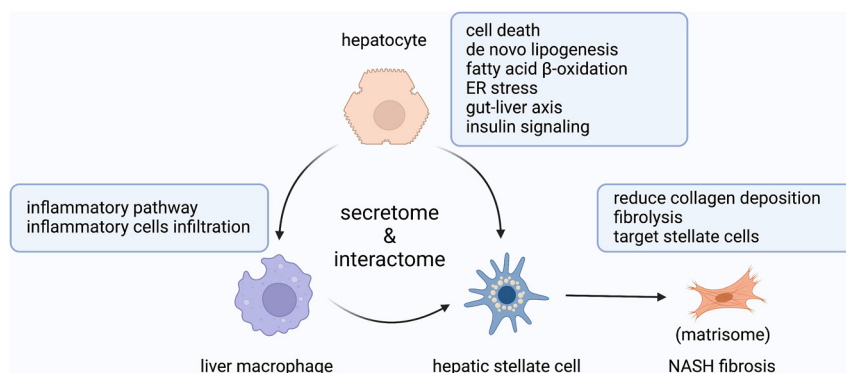 hepatocyte
cell death
de novo lipogenesis
fatty acid β-oxidation
ER stress
gut-liver axis
insulin signaling
inflammatory pathway
inflammatory cells infiltration
secretome
&
interactome
reduce collagen deposition
fibrolysis
target stellate cells
(matrisome)
liver macrophage
hepatic stellate cell
NASH fibrosis